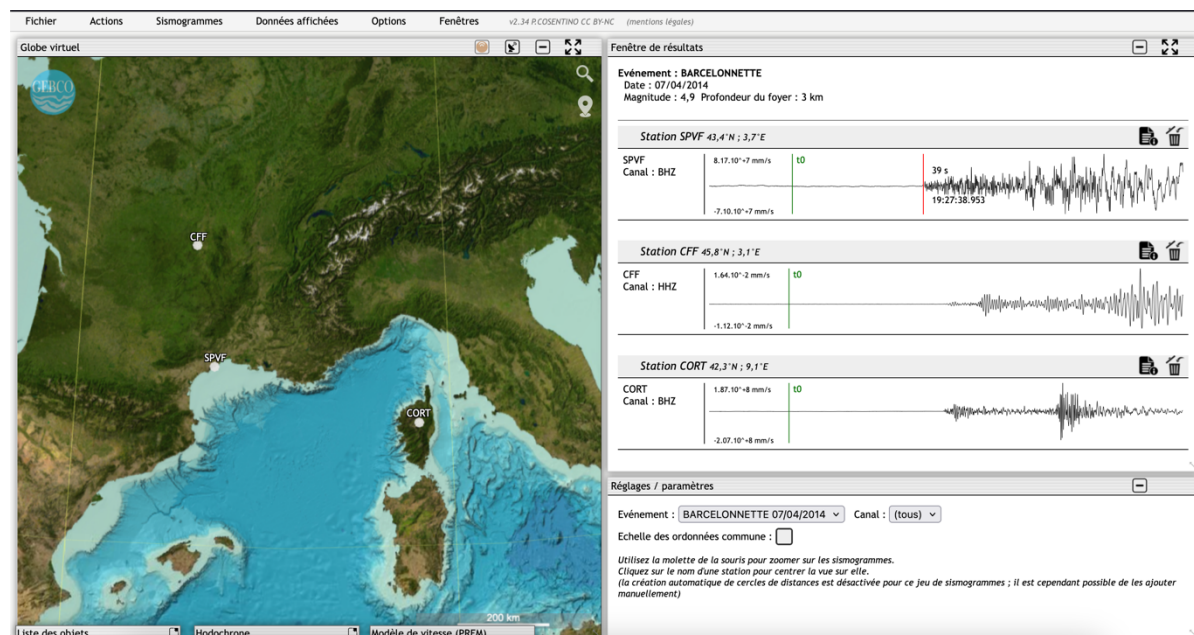 Fichier Actions Sismogrammes Données affichées Options Fenêtres v2.34 P.COSENTINO CC BY-NC (mentions légales)
Globe virtuel
GEBCO
CFF
SPVF
CORT
200 km
Liste des objets Hodochrone Modèle de vitesse (PREM)
Fenêtre de résultats
Evénement : BARCELONNETTE
Date : 07/04/2014
Magnitude : 4,9 Profondeur du foyer : 3 km
Station SPVF 43,4°N ; 3,7°E
SPVF
Canal : BHZ
8.17.10^+7 mm/s
t0
39 s
19:27:38.953
-7.10.10^+7 mm/s
Station CFF 45,8°N ; 3,1°E
CFF
Canal : HHZ
1.64.10^-2 mm/s
t0
-1.12.10^-2 mm/s
Station CORT 42,3°N ; 9,1°E
CORT
Canal : BHZ
1.87.10^+8 mm/s
t0
-2.07.10^+8 mm/s
Réglages / paramètres
Evénement : BARCELONNETTE 07/04/2014 Canal : (tous)
Echelle des ordonnées commune :
Utilisez la molette de la souris pour zoomer sur les sismogrammes.
Cliquez sur le nom d'une station pour centrer la vue sur elle.
(la création automatique de cercles de distances est désactivée pour ce jeu de sismogrammes ; il est cependant possible de les ajouter
manuellement)